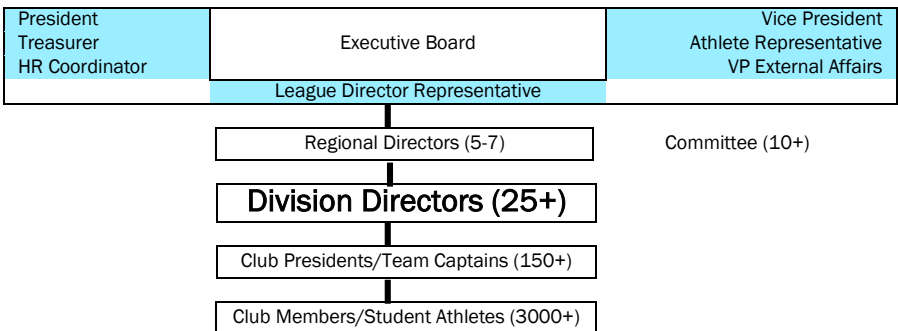 President
Treasurer
HR Coordinator
Executive Board
Vice President
Athlete Representative
VP External Affairs
League Director Representative
Regional Directors (5-7)
Committee (10+)
Division Directors (25+)
Club Presidents/Team Captains (150+)
Club Members/Student Athletes (3000+)